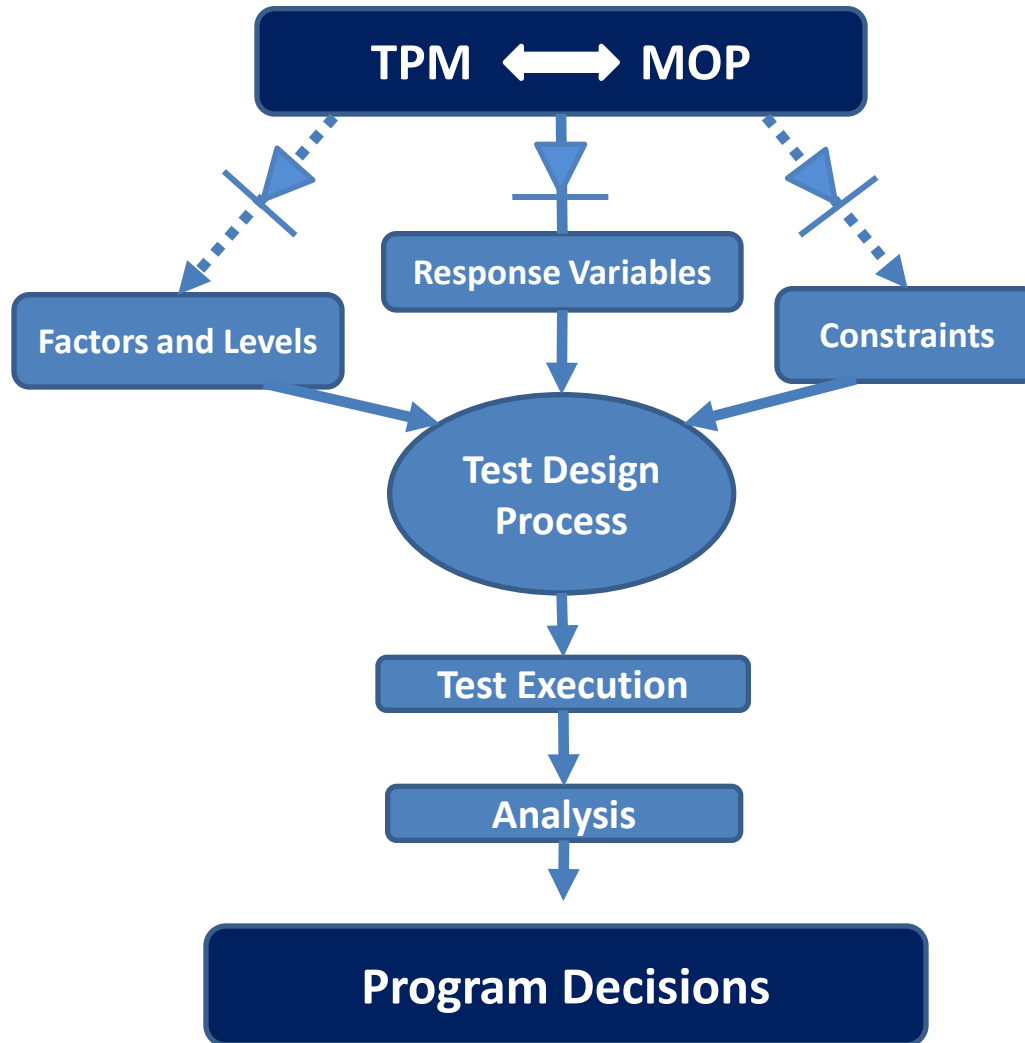 TPM MOP
Response Variables
Factors and Levels
Constraints
Test Design
Process
Test Execution
Analysis
Program Decisions